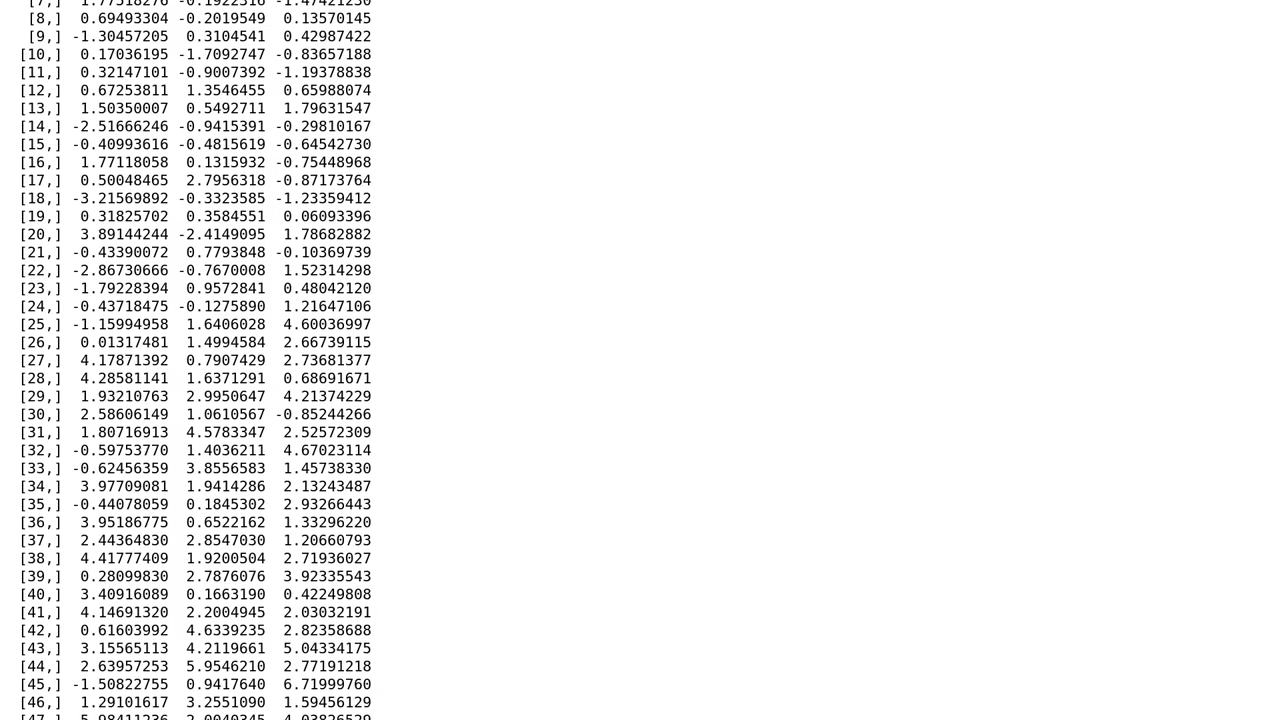 [7,]  1.77518276 -0.1922316 -1.47421230
[8,]  0.69493304 -0.2019549  0.13570145
[9,] -1.30457205  0.3104541  0.42987422
[10,]  0.17036195 -1.7092747 -0.83657188
[11,]  0.32147101 -0.9007392 -1.19378838
[12,]  0.67253811  1.3546455  0.65988074
[13,]  1.50350007  0.5492711  1.79631547
[14,] -2.51666246 -0.9415391 -0.29810167
[15,] -0.40993616 -0.4815619 -0.64542730
[16,]  1.77118058  0.1315932 -0.75448968
[17,]  0.50048465  2.7956318 -0.87173764
[18,] -3.21569892 -0.3323585 -1.23359412
[19,]  0.31825702  0.3584551  0.06093396
[20,]  3.89144244 -2.4149095  1.78682882
[21,] -0.43390072  0.7793848 -0.10369739
[22,] -2.86730666 -0.7670008  1.52314298
[23,] -1.79228394  0.9572841  0.48042120
[24,] -0.43718475 -0.1275890  1.21647106
[25,] -1.15994958  1.6406028  4.60036997
[26,]  0.01317481  1.4994584  2.66739115
[27,]  4.17871392  0.7907429  2.73681377
[28,]  4.28581141  1.6371291  0.68691671
[29,]  1.93210763  2.9950647  4.21374229
[30,]  2.58606149  1.0610567 -0.85244266
[31,]  1.80716913  4.5783347  2.52572309
[32,] -0.59753770  1.4036211  4.67023114
[33,] -0.62456359  3.8556583  1.45738330
[34,]  3.97709081  1.9414286  2.13243487
[35,] -0.44078059  0.1845302  2.93266443
[36,]  3.95186775  0.6522162  1.33296220
[37,]  2.44364830  2.8547030  1.20660793
[38,]  4.41777409  1.9200504  2.71936027
[39,]  0.28099830  2.7876076  3.92335543
[40,]  3.40916089  0.1663190  0.42249808
[41,]  4.14691320  2.2004945  2.03032191
[42,]  0.61603992  4.6339235  2.82358688
[43,]  3.15565113  4.2119661  5.04334175
[44,]  2.63957253  5.9546210  2.77191218
[45,] -1.50822755  0.9417640  6.71999760
[46,]  1.29101617  3.2551090  1.59456129
[47,]  5.98411236  2.0040345  4.03826529